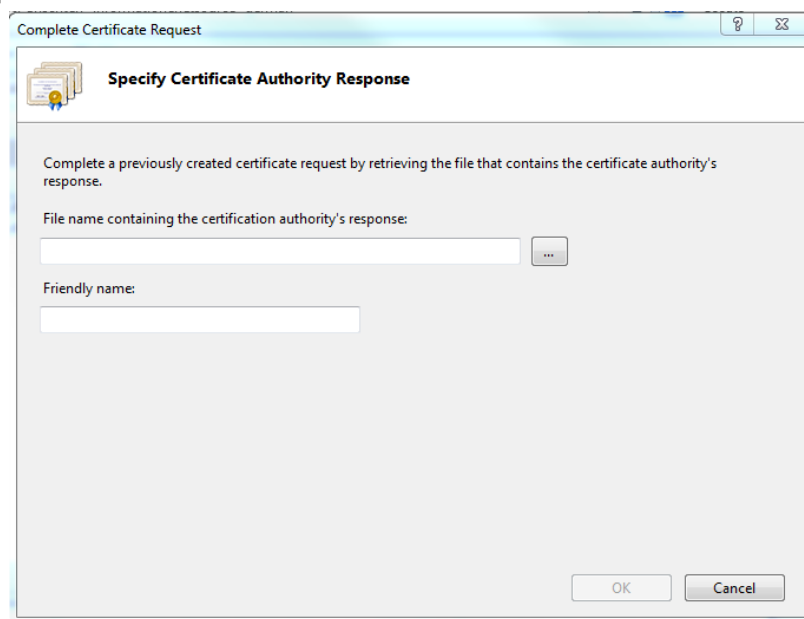 Complete Certificate Request
Specify Certificate Authority Response
Complete a previously created certificate request by retrieving the file that contains the certificate authority's
response.
File name containing the certification authority's response:
...
Friendly name:
OK
Cancel